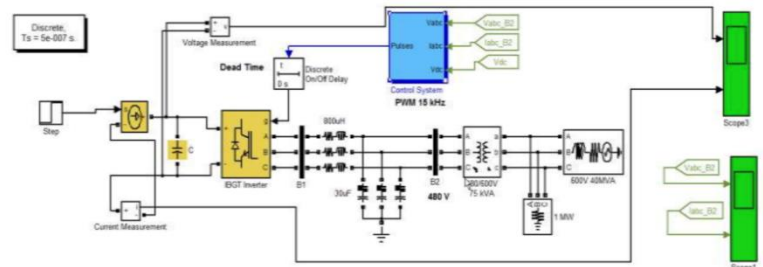 Discrete,
Ts = 5e-007 s.
Voltage Measurement
Vabc
Iabc
Vdc
Pulses
Control System
PWM 15 kHz
Vabc_B2
Iabc_B2
Vdc
Dead Time
t
0 s
Discrete
On/Off Delay
Step
C
g
A
B
C
IBGT Inverter
B1
800uH
30uF
B2
480 V
A
B
C
a
b
c
75 kVA
A
B
C
1 MW
A
B
C
600V 40MVA
Current Measurement
Scope3
Vabc_B2
Iabc_B2